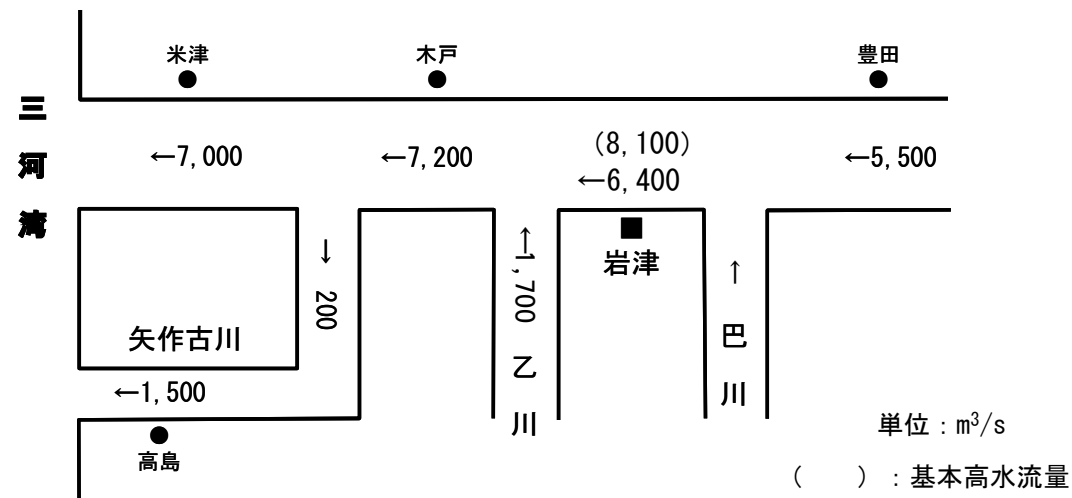 米津
木戸
豊田
三河湾
←7,000
←7,200
(8,100)
←6,400
←5,500
岩津
→ 200
←1,700 乙川
← 巴川
矢作古川
←1,500
高島
単位：m³/s
（　　）：基本高水流量